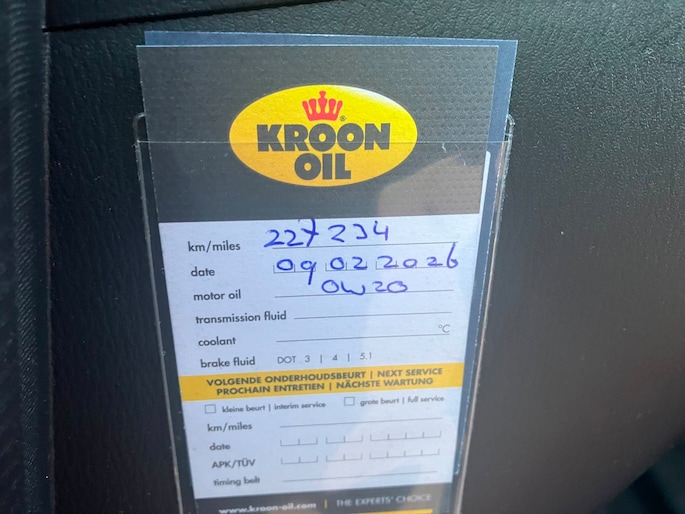 KROON
OIL
®
km/miles 227 234
date 09 02 2026
motor oil 0W20
transmission fluid
coolant °C
brake fluid DOT 3 | 4 | 5.1
VOLGENDE ONDERHOUDSBEURT | NEXT SERVICE
PROCHAIN ENTRETIEN | NÄCHSTE WARTUNG
kleine beurt | interim service grote beurt | full service
km/miles
date
APK/TÜV
timing belt
www.kroon-oil.com | THE EXPERTS' CHOICE